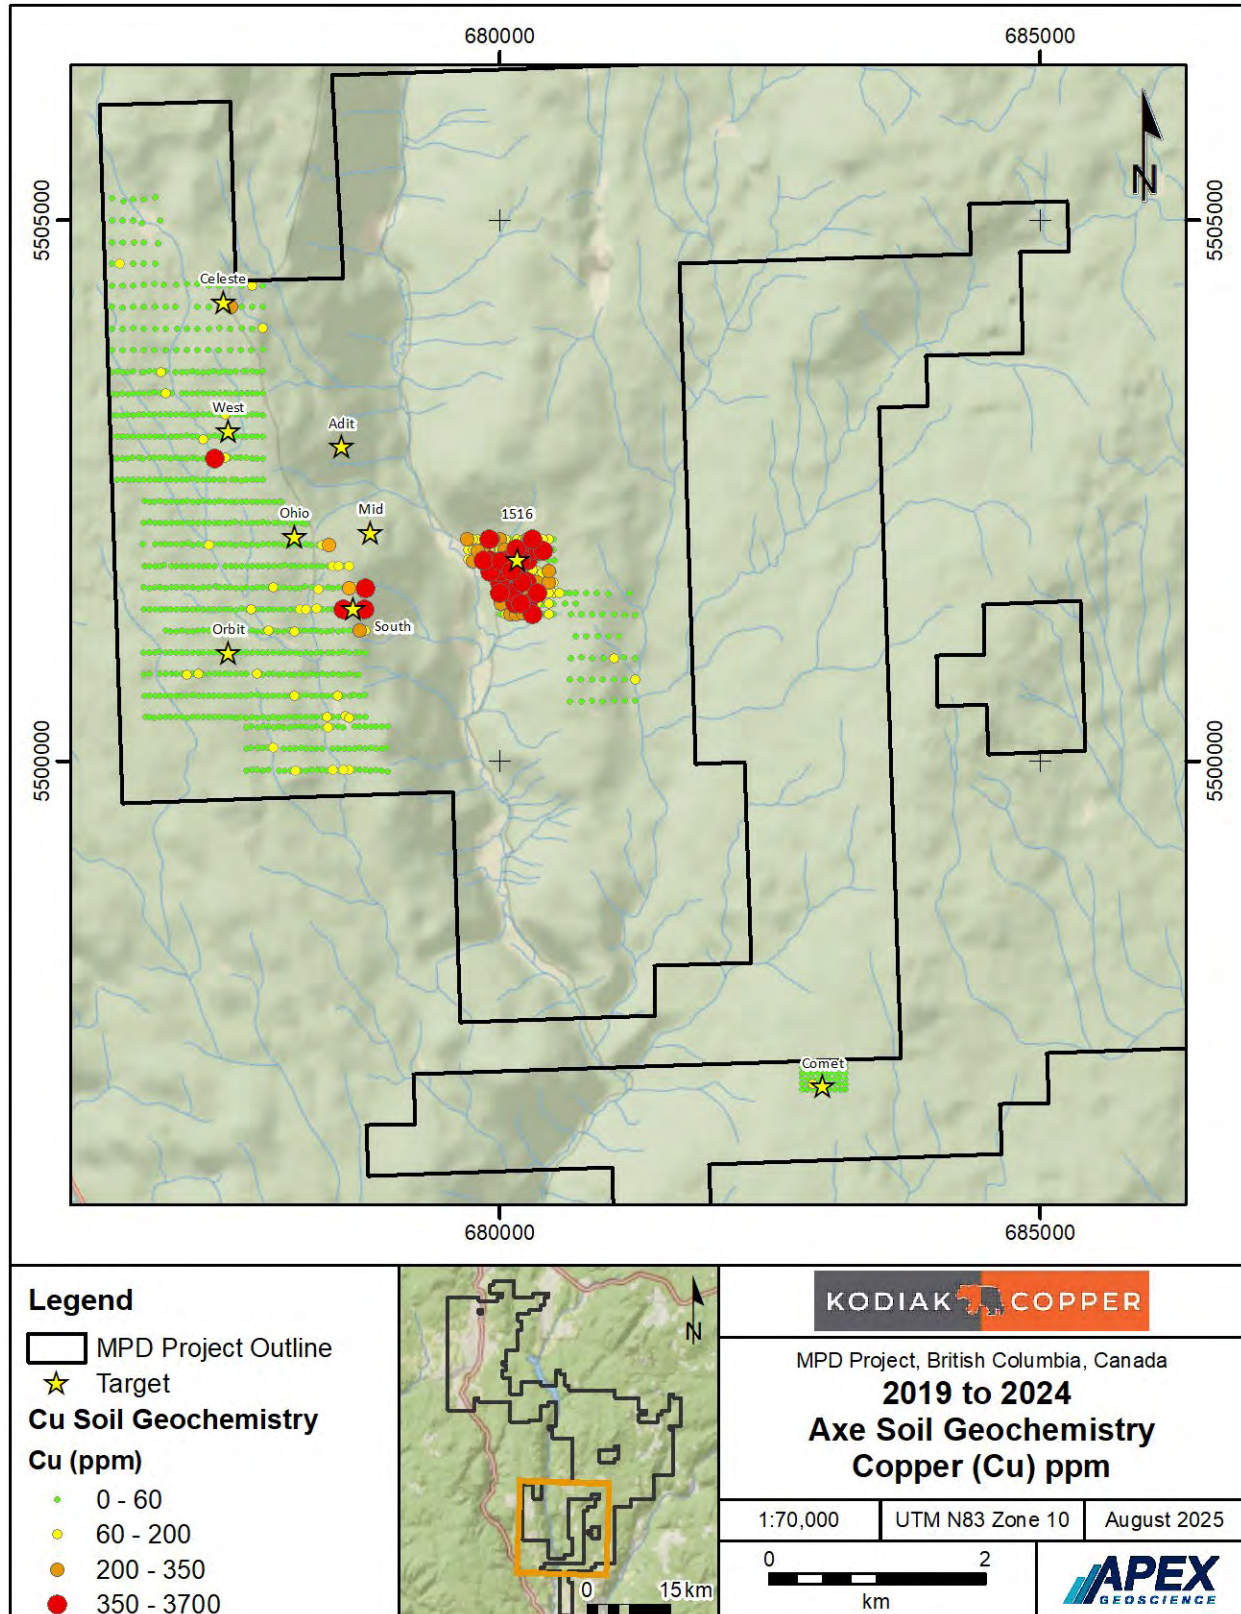 680000
685000
N
5505000
5505000
Celeste
West
Adit
Ohio
Mid
1516
South
Orbit
5500000
5500000
Comet
680000
685000
Legend
MPD Project Outline
Target
Cu Soil Geochemistry
Cu (ppm)
0 - 60
60 - 200
200 - 350
350 - 3700
N
0 15 km
KODIAK COPPER
MPD Project, British Columbia, Canada
2019 to 2024
Axe Soil Geochemistry
Copper (Cu) ppm
1:70,000 UTM N83 Zone 10 August 2025
0 2
km
APEX
GEOSCIENCE